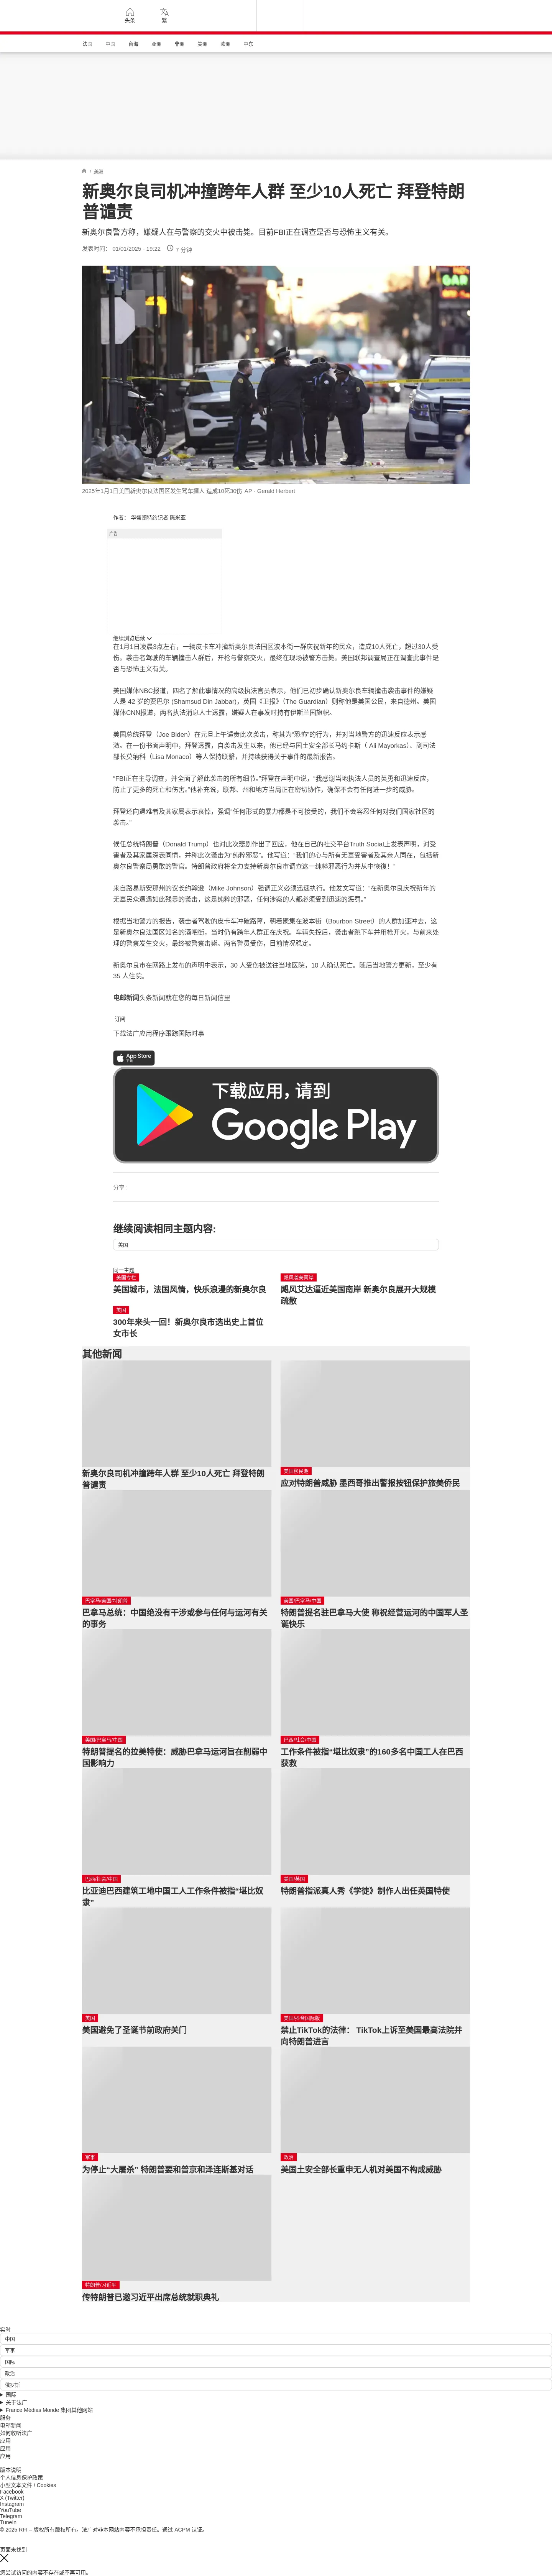 头条
繁
法国
中国
台海
亚洲
非洲
美洲
欧洲
中东
/ 美洲
新奥尔良司机冲撞跨年人群 至少10人死亡 拜登特朗
普谴责
新奥尔良警方称，嫌疑人在与警察的交火中被击毙。目前FBI正在调查是否与恐怖主义有关。
发表时间： 01/01/2025 - 19:22
7 分钟
2025年1月1日美国新奥尔良法国区发生驾车撞人 造成10死30伤 AP - Gerald Herbert
作者： 华盛顿特约记者 陈米亚
广告
继续浏览后续
在1月1日凌晨3点左右，一辆皮卡车冲撞新奥尔良法国区波本街一群庆祝新年的民众，造成10人死亡，超过30人受
伤。袭击者驾驶的车辆撞击人群后，开枪与警察交火，最终在现场被警方击毙。美国联邦调查局正在调查此事件是
否与恐怖主义有关。
美国媒体NBC报道，四名了解此事情况的高级执法官员表示，他们已初步确认新奥尔良车辆撞击袭击事件的嫌疑
人是 42 岁的贾巴尔 (Shamsud Din Jabbar)，英国《卫报》（The Guardian）则称他是美国公民，来自德州。美国
媒体CNN报道，两名执法消息人士透露，嫌疑人在事发时持有伊斯兰国旗帜。
美国总统拜登（Joe Biden）在元旦上午谴责此次袭击，称其为“恐怖”的行为，并对当地警方的迅速反应表示感
激。在一份书面声明中，拜登透露，自袭击发生以来，他已经与国土安全部长马约卡斯（ Ali Mayorkas）、副司法
部长莫纳科（Lisa Monaco）等人保持联繫，并持续获得关于事件的最新报告。
“FBI正在主导调查，并全面了解此袭击的所有细节。”拜登在声明中说，“我感谢当地执法人员的英勇和迅速反应，
防止了更多的死亡和伤害。”他补充说，联邦、州和地方当局正在密切协作，确保不会有任何进一步的威胁。
拜登还向遇难者及其家属表示哀悼，强调“任何形式的暴力都是不可接受的，我们不会容忍任何对我们国家社区的
袭击。”
候任总统特朗普（Donald Trump）也对此次悲剧作出了回应。他在自己的社交平台Truth Social上发表声明，对受
害者及其家属深表同情，并称此次袭击为“纯粹邪恶”。他写道：“我们的心与所有无辜受害者及其亲人同在，包括新
奥尔良警察局勇敢的警官。特朗普政府将全力支持新奥尔良市调查这一纯粹邪恶行为并从中恢復！”
来自路易斯安那州的议长约翰逊（Mike Johnson）强调正义必须迅速执行。他发文写道：“在新奥尔良庆祝新年的
无辜民众遭遇如此残暴的袭击，这是纯粹的邪恶，任何涉案的人都必须受到迅速的惩罚。”
根据当地警方的报告，袭击者驾驶的皮卡车冲破路障，朝着聚集在波本街（Bourbon Street）的人群加速冲去，这
是新奥尔良法国区知名的酒吧街，当时仍有跨年人群正在庆祝。车辆失控后，袭击者跳下车并用枪开火，与前来处
理的警察发生交火，最终被警察击毙。两名警员受伤，目前情况稳定。
新奥尔良市在网路上发布的声明中表示，30 人受伤被送往当地医院，10 人确认死亡。随后当地警方更新，至少有
35 人住院。
电邮新闻头条新闻就在您的每日新闻信里
订阅
下载法广应用程序跟踪国际时事
App Store
下载
下载应用，请到
Google Play
分享 :
继续阅读相同主题内容:
美国
同一主题
美国专栏
美国城市，法国风情，快乐浪漫的新奥尔良
飓风袭美南岸
飓风艾达逼近美国南岸 新奥尔良展开大规模
疏散
美国
300年来头一回！新奥尔良市选出史上首位
女市长
其他新闻
新奥尔良司机冲撞跨年人群 至少10人死亡 拜登特朗
普谴责
美国移民潮
应对特朗普威胁 墨西哥推出警报按钮保护旅美侨民
巴拿马/美国/特朗普
巴拿马总统：中国绝没有干涉或参与任何与运河有关
的事务
美国/巴拿马/中国
特朗普提名驻巴拿马大使 称祝经营运河的中国军人圣
诞快乐
美国/巴拿马/中国
特朗普提名的拉美特使：威胁巴拿马运河旨在削弱中
国影响力
巴西/社会/中国
工作条件被指“堪比奴隶”的160多名中国工人在巴西
获救
巴西/社会/中国
比亚迪巴西建筑工地中国工人工作条件被指“堪比奴
隶”
美国/英国
特朗普指派真人秀《学徒》制作人出任英国特使
美国
美国避免了圣诞节前政府关门
美国/抖音国际版
禁止TikTok的法律： TikTok上诉至美国最高法院并
向特朗普进言
军事
为停止“大屠杀” 特朗普要和普京和泽连斯基对话
政治
美国土安全部长重申无人机对美国不构成威胁
特朗普/习近平
传特朗普已邀习近平出席总统就职典礼
实时
中国
军事
国际
政治
俄罗斯
国际
关于法广
France Médias Monde 集团其他网站
服务
电邮新闻
如何收听法广
应用
应用
应用
版本说明
个人信息保护政策
小型文本文件 / Cookies
Facebook
X (Twitter)
Instagram
YouTube
Telegram
TuneIn
© 2025 RFI – 版权所有版权所有。法广对非本网站内容不承担责任。通过 ACPM 认证。
页面未找到
您尝试访问的内容不存在或不再可用。